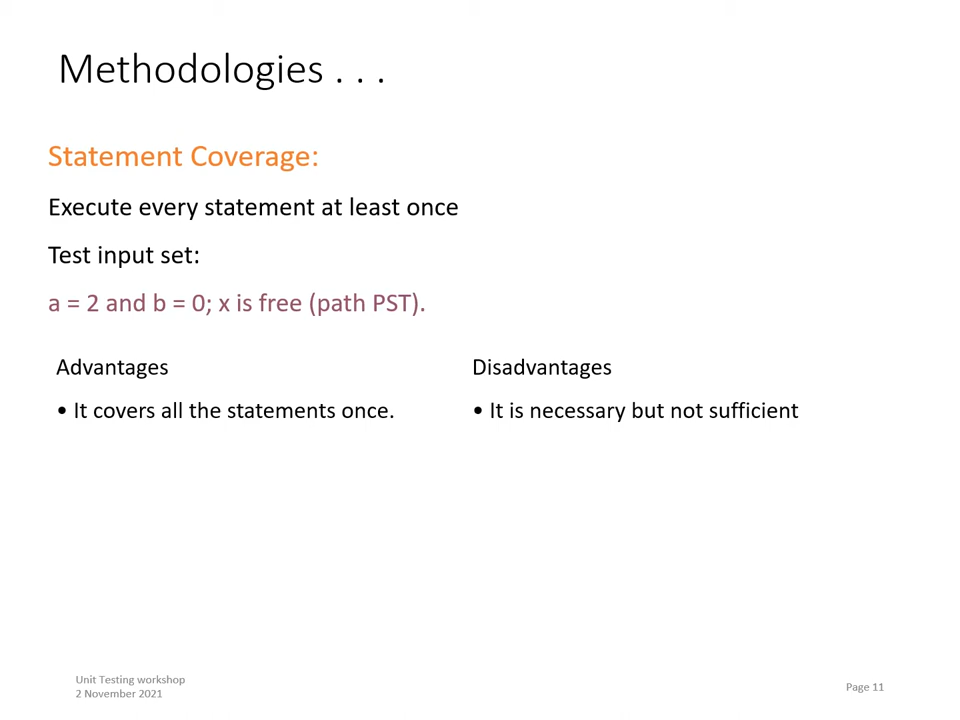 Methodologies . . .
Statement Coverage:
Execute every statement at least once
Test input set:
a = 2 and b = 0; x is free (path PST).
Advantages
• It covers all the statements once.
Disadvantages
• It is necessary but not sufficient
Unit Testing workshop
2 November 2021
Page 11